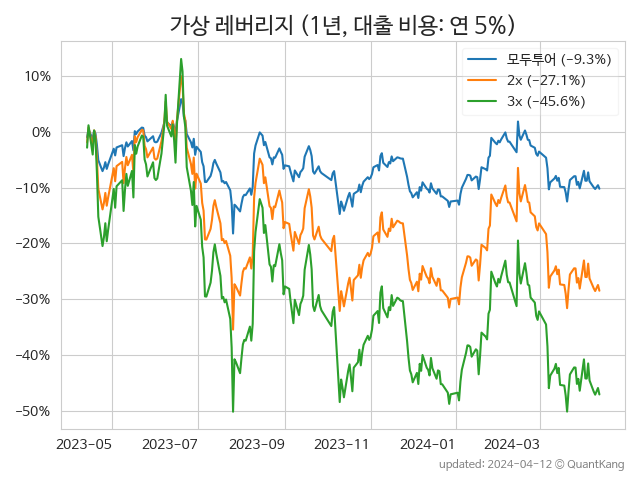 가상 레버리지 (1년, 대출 비용: 연 5%)
모두투어 (−9.3%)
2x (−27.1%)
3x (−45.6%)
10%
0%
−10%
−20%
−30%
−40%
−50%
2023-05
2023-07
2023-09
2023-11
2024-01
2024-03
updated: 2024-04-12 © QuantKang